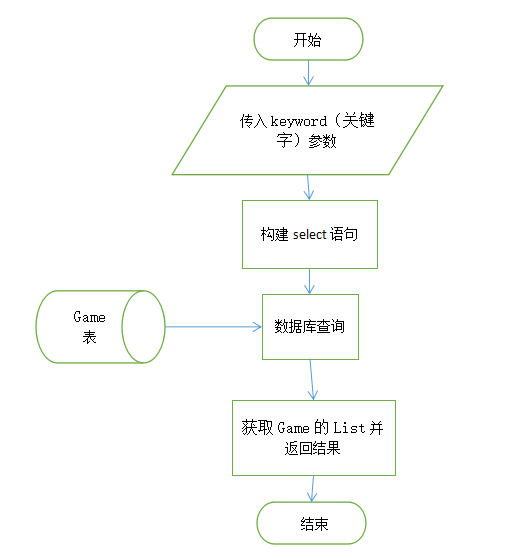 开始
传入 keyword（关键
字）参数
构建 select 语句
Game
表
数据库查询
获取 Game 的 List 并
返回结果
结束